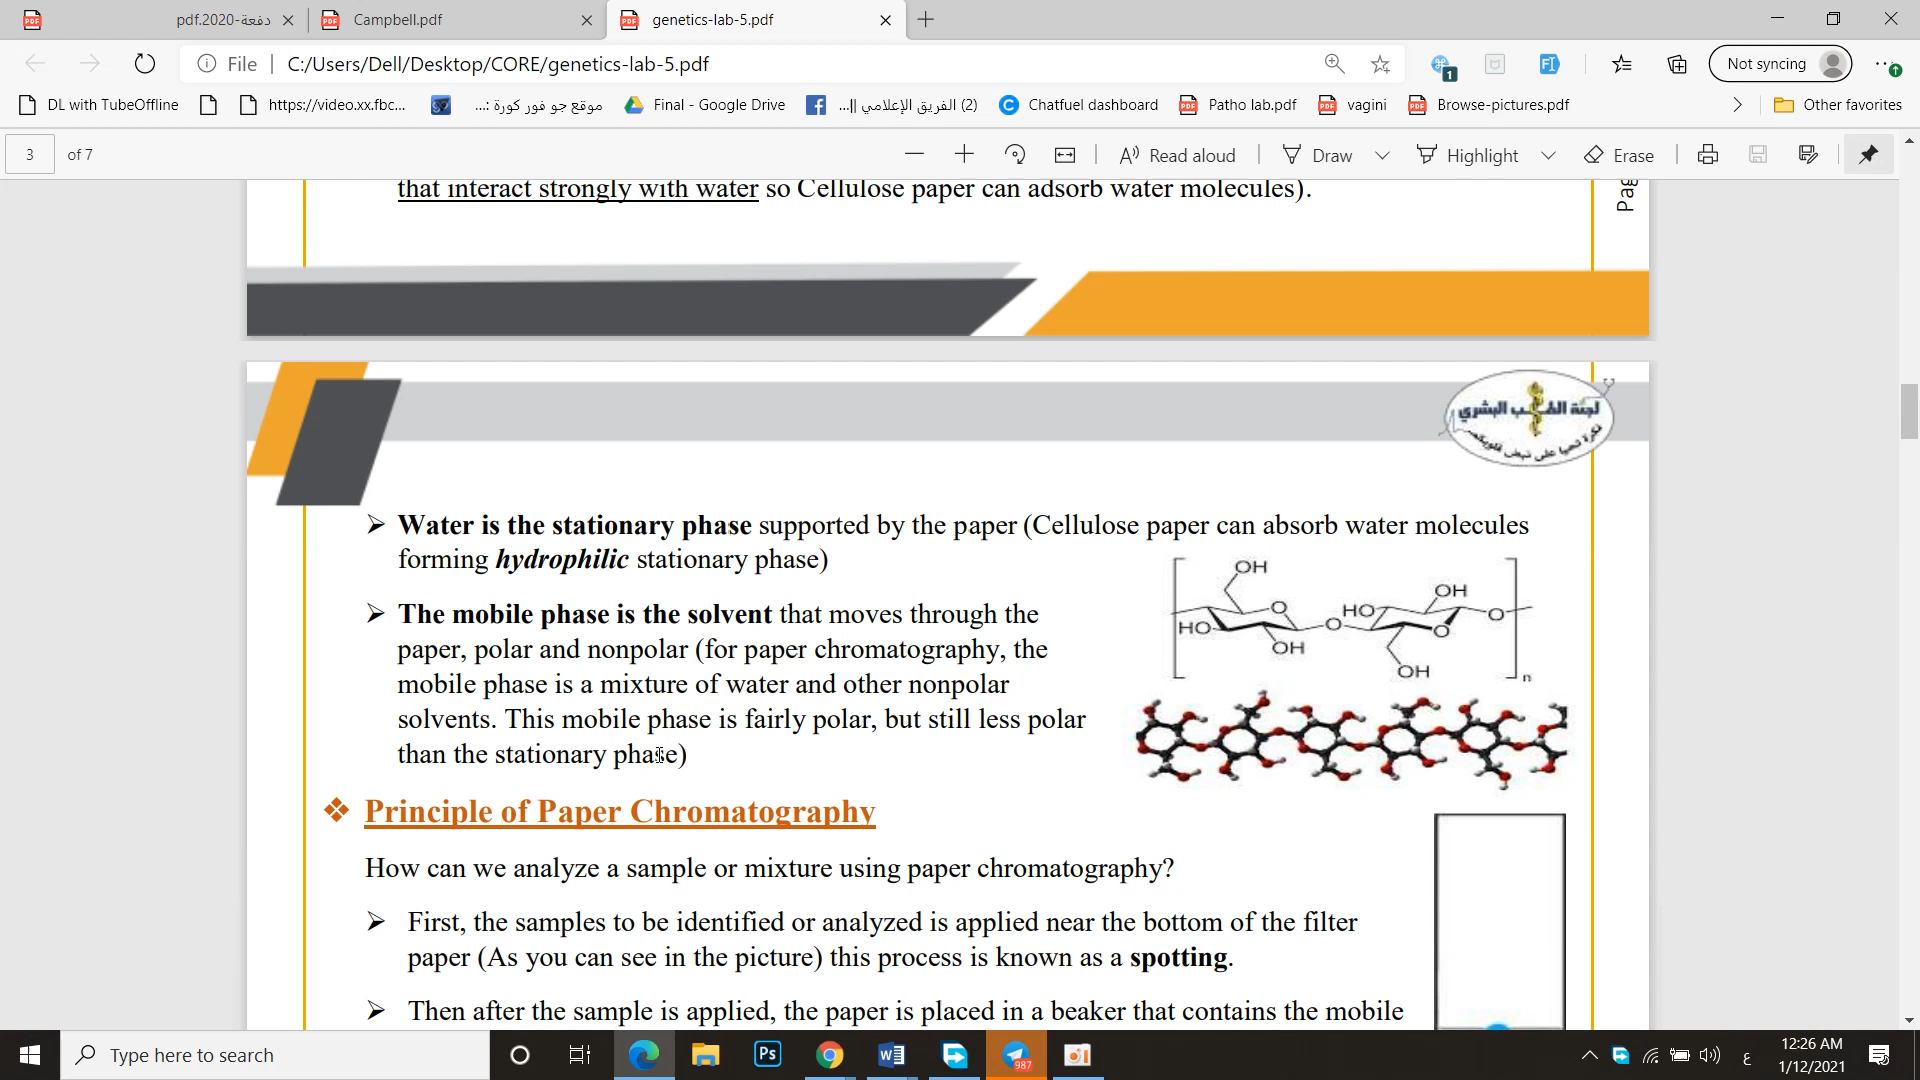 دفعة-2020.pdf
Campbell.pdf
genetics-lab-5.pdf
File
C:/Users/Dell/Desktop/CORE/genetics-lab-5.pdf
1
Not syncing
DL with TubeOffline
https://video.xx.fbc...
موقع جو فور كورة :...
Final - Google Drive
(2) الفريق الإعلامي ||...
Chatfuel dashboard
Patho lab.pdf
vagini
Browse-pictures.pdf
Other favorites
3 of 7
Read aloud
Draw
Highlight
Erase
that interact strongly with water so Cellulose paper can adsorb water molecules).
Pag
لجنة الطب البشري
فكرة تحيا على نبض قلوبكم
Water is the stationary phase supported by the paper (Cellulose paper can absorb water molecules
forming hydrophilic stationary phase)
The mobile phase is the solvent that moves through the
paper, polar and nonpolar (for paper chromatography, the
mobile phase is a mixture of water and other nonpolar
solvents. This mobile phase is fairly polar, but still less polar
than the stationary phase)
OH
O
HO
OH
HO
OH
O
O
O
OH
n
Principle of Paper Chromatography
How can we analyze a sample or mixture using paper chromatography?
First, the samples to be identified or analyzed is applied near the bottom of the filter
paper (As you can see in the picture) this process is known as a spotting.
Then after the sample is applied, the paper is placed in a beaker that contains the mobile
Type here to search
Ps
987
ع
12:26 AM
1/12/2021